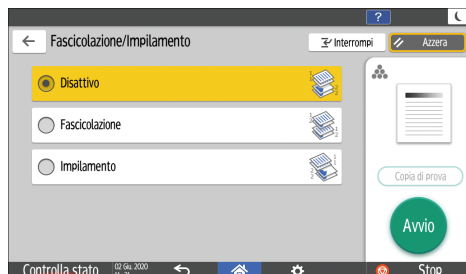 ?
← Fascicolazione/Impilamento
Interrompi
Azzera
Disattivo
Fascicolazione
Impilamento
Copia di prova
Avvio
Controlla stato
02 Giu. 2020
Stop